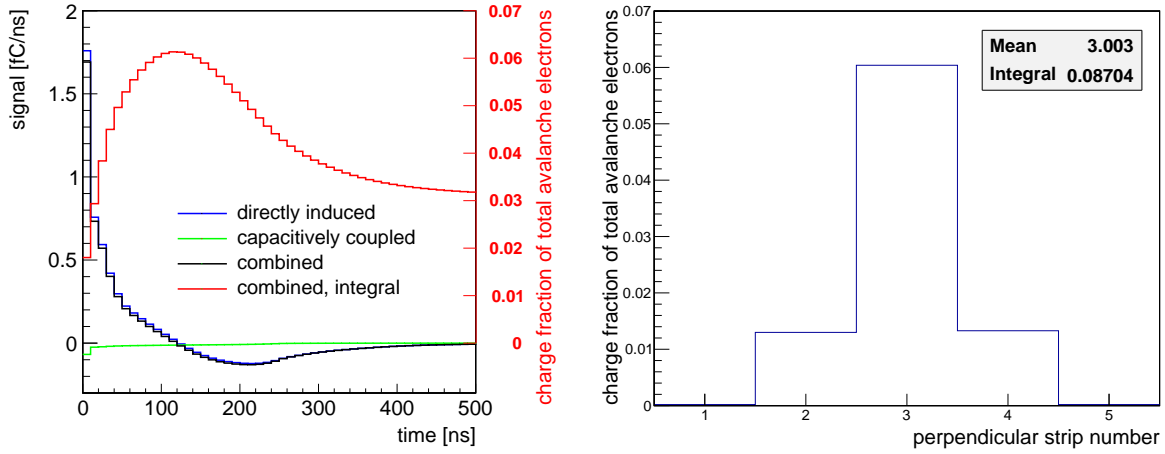 signal [fC/ns]
2
1.5
1
0.5
0
0
100
200
300
400
500
time [ns]
directly induced
capacitively coupled
combined
combined, integral
0.07
0.06
0.05
0.04
0.03
0.02
0.01
0
charge fraction of total avalanche electrons
charge fraction of total avalanche electrons
0.07
0.06
0.05
0.04
0.03
0.02
0.01
0
1
2
3
4
5
perpendicular strip number
Mean 3.003
Integral 0.08704